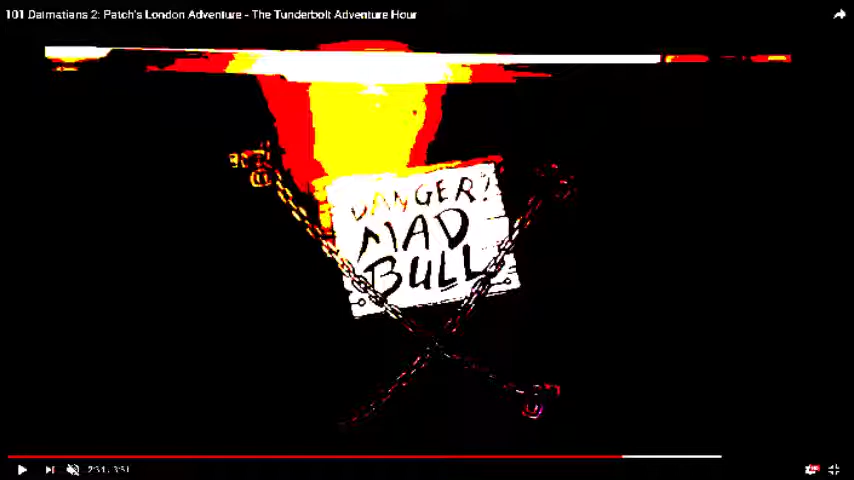 101 Dalmatians 2: Patch's London Adventure - The Tunderbolt Adventure Hour
DANGER!
MAD
BULL